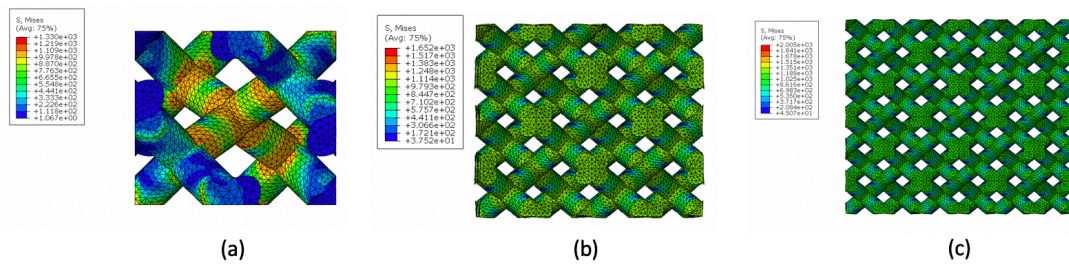 S, Mises
(Avg: 75%)
+1.330e+03
+1.219e+03
+1.109e+03
+9.978e+02
+8.870e+02
+7.763e+02
+6.655e+02
+5.548e+02
+4.441e+02
+3.333e+02
+2.226e+02
+1.118e+02
+1.067e+00
(a)
S, Mises
(Avg: 75%)
+1.652e+03
+1.517e+03
+1.383e+03
+1.248e+03
+1.114e+03
+9.793e+02
+8.447e+02
+7.102e+02
+5.757e+02
+4.411e+02
+3.066e+02
+1.721e+02
+3.752e+01
(b)
S, Mises
(Avg: 75%)
+2.005e+03
+1.841e+03
+1.678e+03
+1.515e+03
+1.351e+03
+1.188e+03
+1.025e+03
+8.616e+02
+6.983e+02
+5.350e+02
+3.717e+02
+2.084e+02
+4.507e+01
(c)